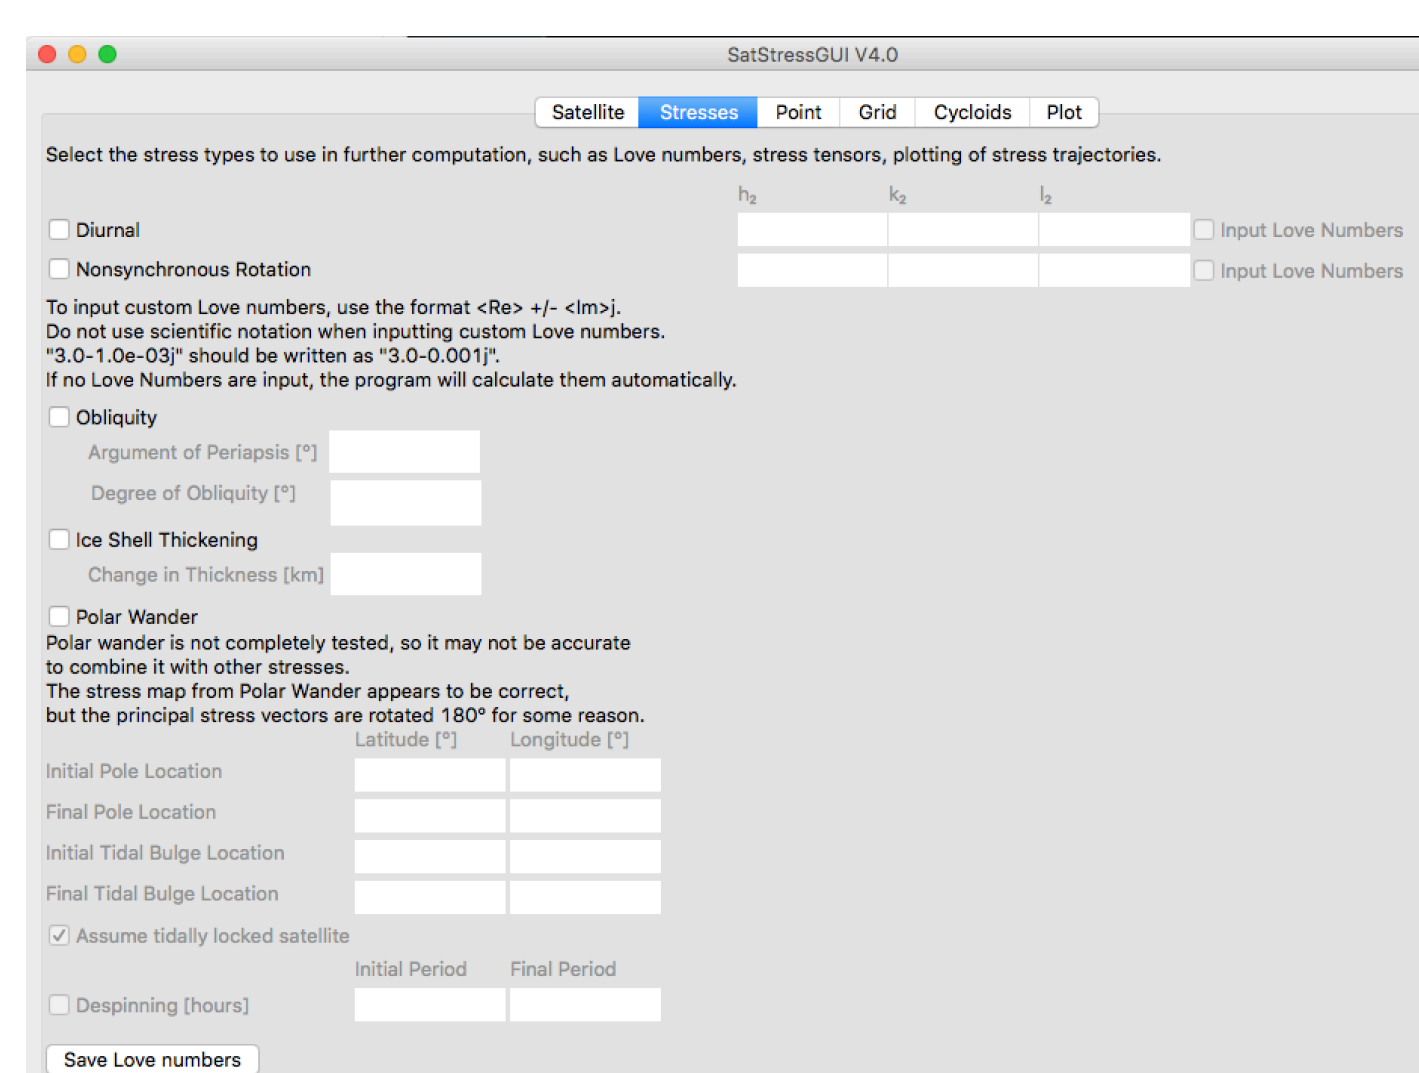 SatStressGUI V4.0
Satellite Stresses Point Grid Cycloids Plot
Select the stress types to use in further computation, such as Love numbers, stress tensors, plotting of stress trajectories.
h₂ k₂ l₂
Diurnal Input Love Numbers
Nonsynchronous Rotation Input Love Numbers
To input custom Love numbers, use the format <Re> +/- <Im>j.
Do not use scientific notation when inputting custom Love numbers.
"3.0-1.0e-03j" should be written as "3.0-0.001j".
If no Love Numbers are input, the program will calculate them automatically.
Obliquity
Argument of Periapsis [°]
Degree of Obliquity [°]
Ice Shell Thickening
Change in Thickness [km]
Polar Wander
Polar wander is not completely tested, so it may not be accurate
to combine it with other stresses.
The stress map from Polar Wander appears to be correct,
but the principal stress vectors are rotated 180° for some reason.
Latitude [°] Longitude [°]
Initial Pole Location
Final Pole Location
Initial Tidal Bulge Location
Final Tidal Bulge Location
Assume tidally locked satellite
Initial Period Final Period
Despinning [hours]
Save Love numbers